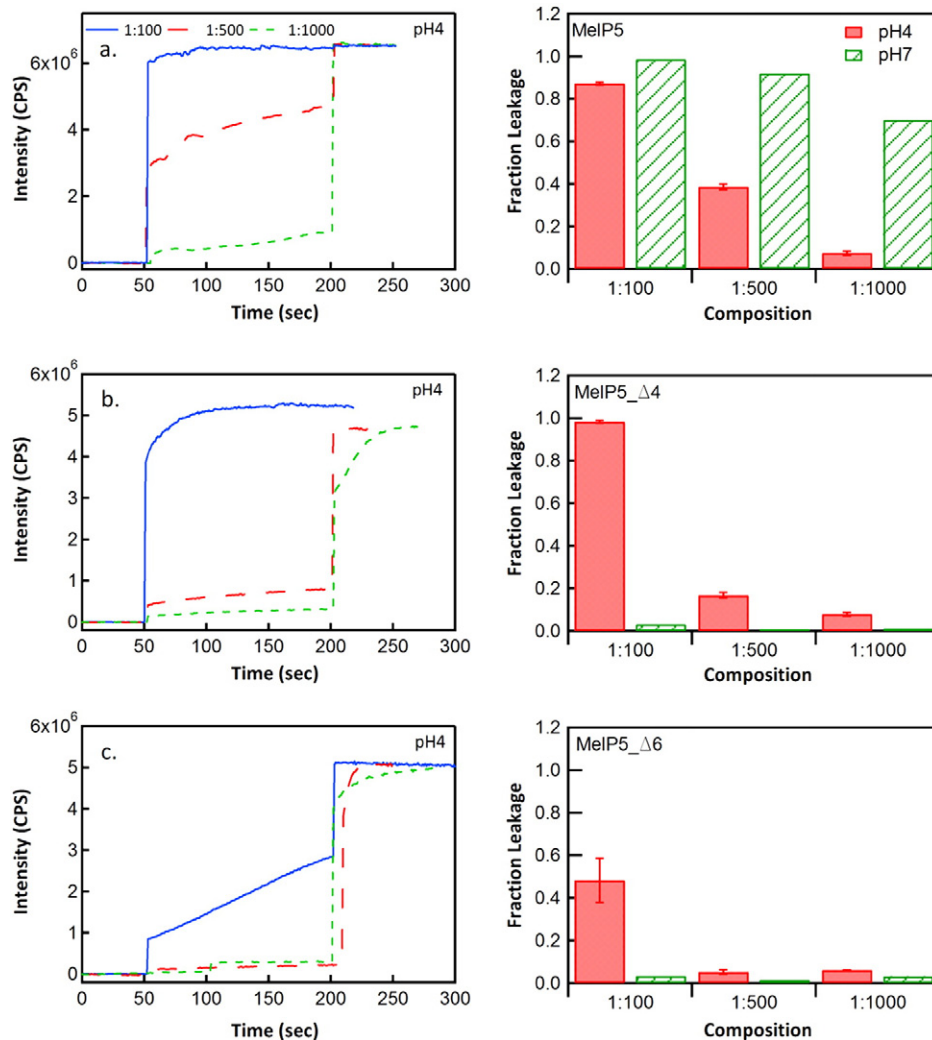 1:100 1:500 1:1000
a. pH4
6x10⁶
4
2
0
Intensity (CPS)
0 50 100 150 200 250 300
Time (sec)
MelP5
pH4
pH7
1.2
1.0
0.8
0.6
0.4
0.2
0.0
Fraction Leakage
1:100 1:500 1:1000
Composition
b. pH4
6x10⁶
5
4
3
2
1
0
Intensity (CPS)
0 50 100 150 200 250 300
Time (sec)
MelP5_Δ4
1.2
1.0
0.8
0.6
0.4
0.2
0.0
Fraction Leakage
1:100 1:500 1:1000
Composition
c. pH4
6x10⁶
5
4
3
2
1
0
Intensity (CPS)
0 50 100 150 200 250 300
Time (sec)
MelP5_Δ6
1.2
1.0
0.8
0.6
0.4
0.2
0.0
Fraction Leakage
1:100 1:500 1:1000
Composition